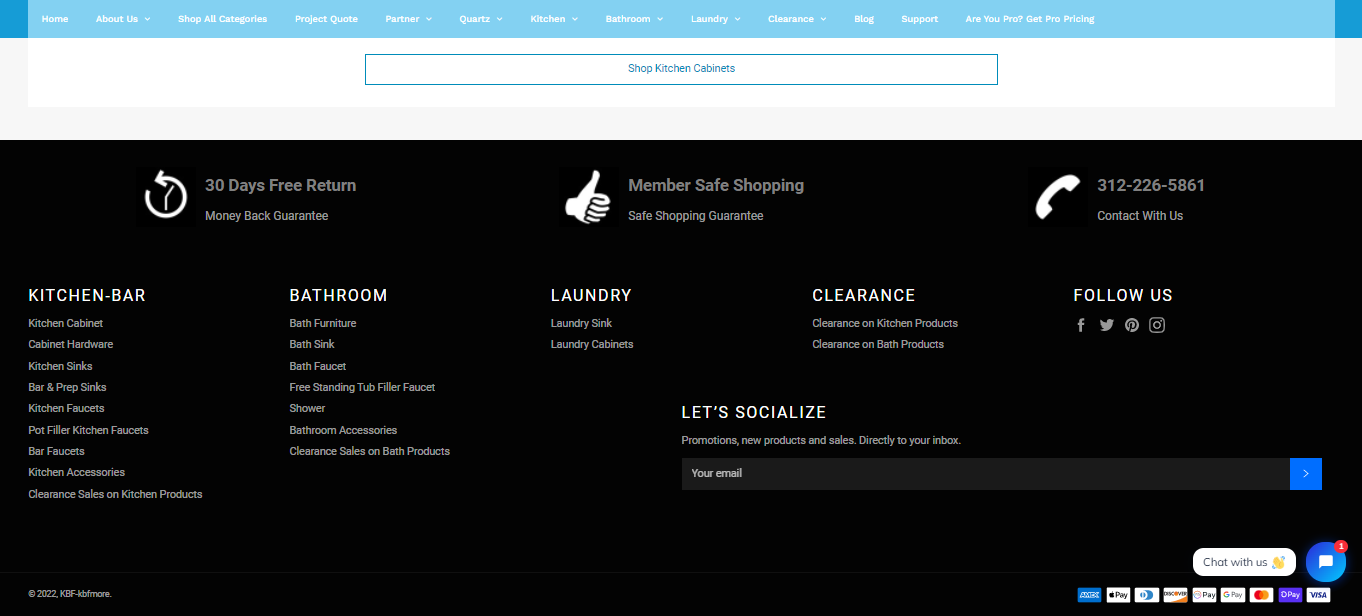 Home About Us Shop All Categories Project Quote Partner Quartz Kitchen Bathroom Laundry Clearance Blog Support Are You Pro? Get Pro Pricing
Shop Kitchen Cabinets
30 Days Free Return
Money Back Guarantee
Member Safe Shopping
Safe Shopping Guarantee
312-226-5861
Contact With Us
KITCHEN-BAR
Kitchen Cabinet
Cabinet Hardware
Kitchen Sinks
Bar & Prep Sinks
Kitchen Faucets
Pot Filler Kitchen Faucets
Bar Faucets
Kitchen Accessories
Clearance Sales on Kitchen Products
BATHROOM
Bath Furniture
Bath Sink
Bath Faucet
Free Standing Tub Filler Faucet
Shower
Bathroom Accessories
Clearance Sales on Bath Products
LAUNDRY
Laundry Sink
Laundry Cabinets
CLEARANCE
Clearance on Kitchen Products
Clearance on Bath Products
FOLLOW US
LET'S SOCIALIZE
Promotions, new products and sales. Directly to your inbox.
Your email
Chat with us 👋
1
© 2022, KBF-kbfmore.
AMEX Pay DISCOVER Pay G Pay Pay VISA